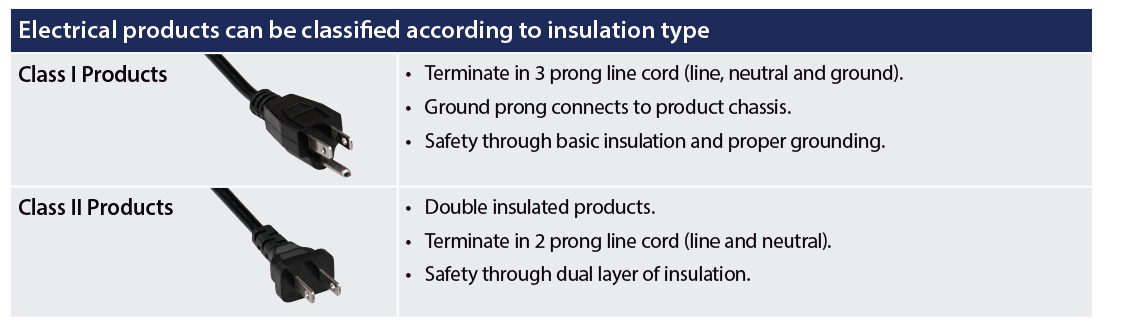 Electrical products can be classified according to insulation type
Class I Products
• Terminate in 3 prong line cord (line, neutral and ground).
• Ground prong connects to product chassis.
• Safety through basic insulation and proper grounding.
Class II Products
• Double insulated products.
• Terminate in 2 prong line cord (line and neutral).
• Safety through dual layer of insulation.